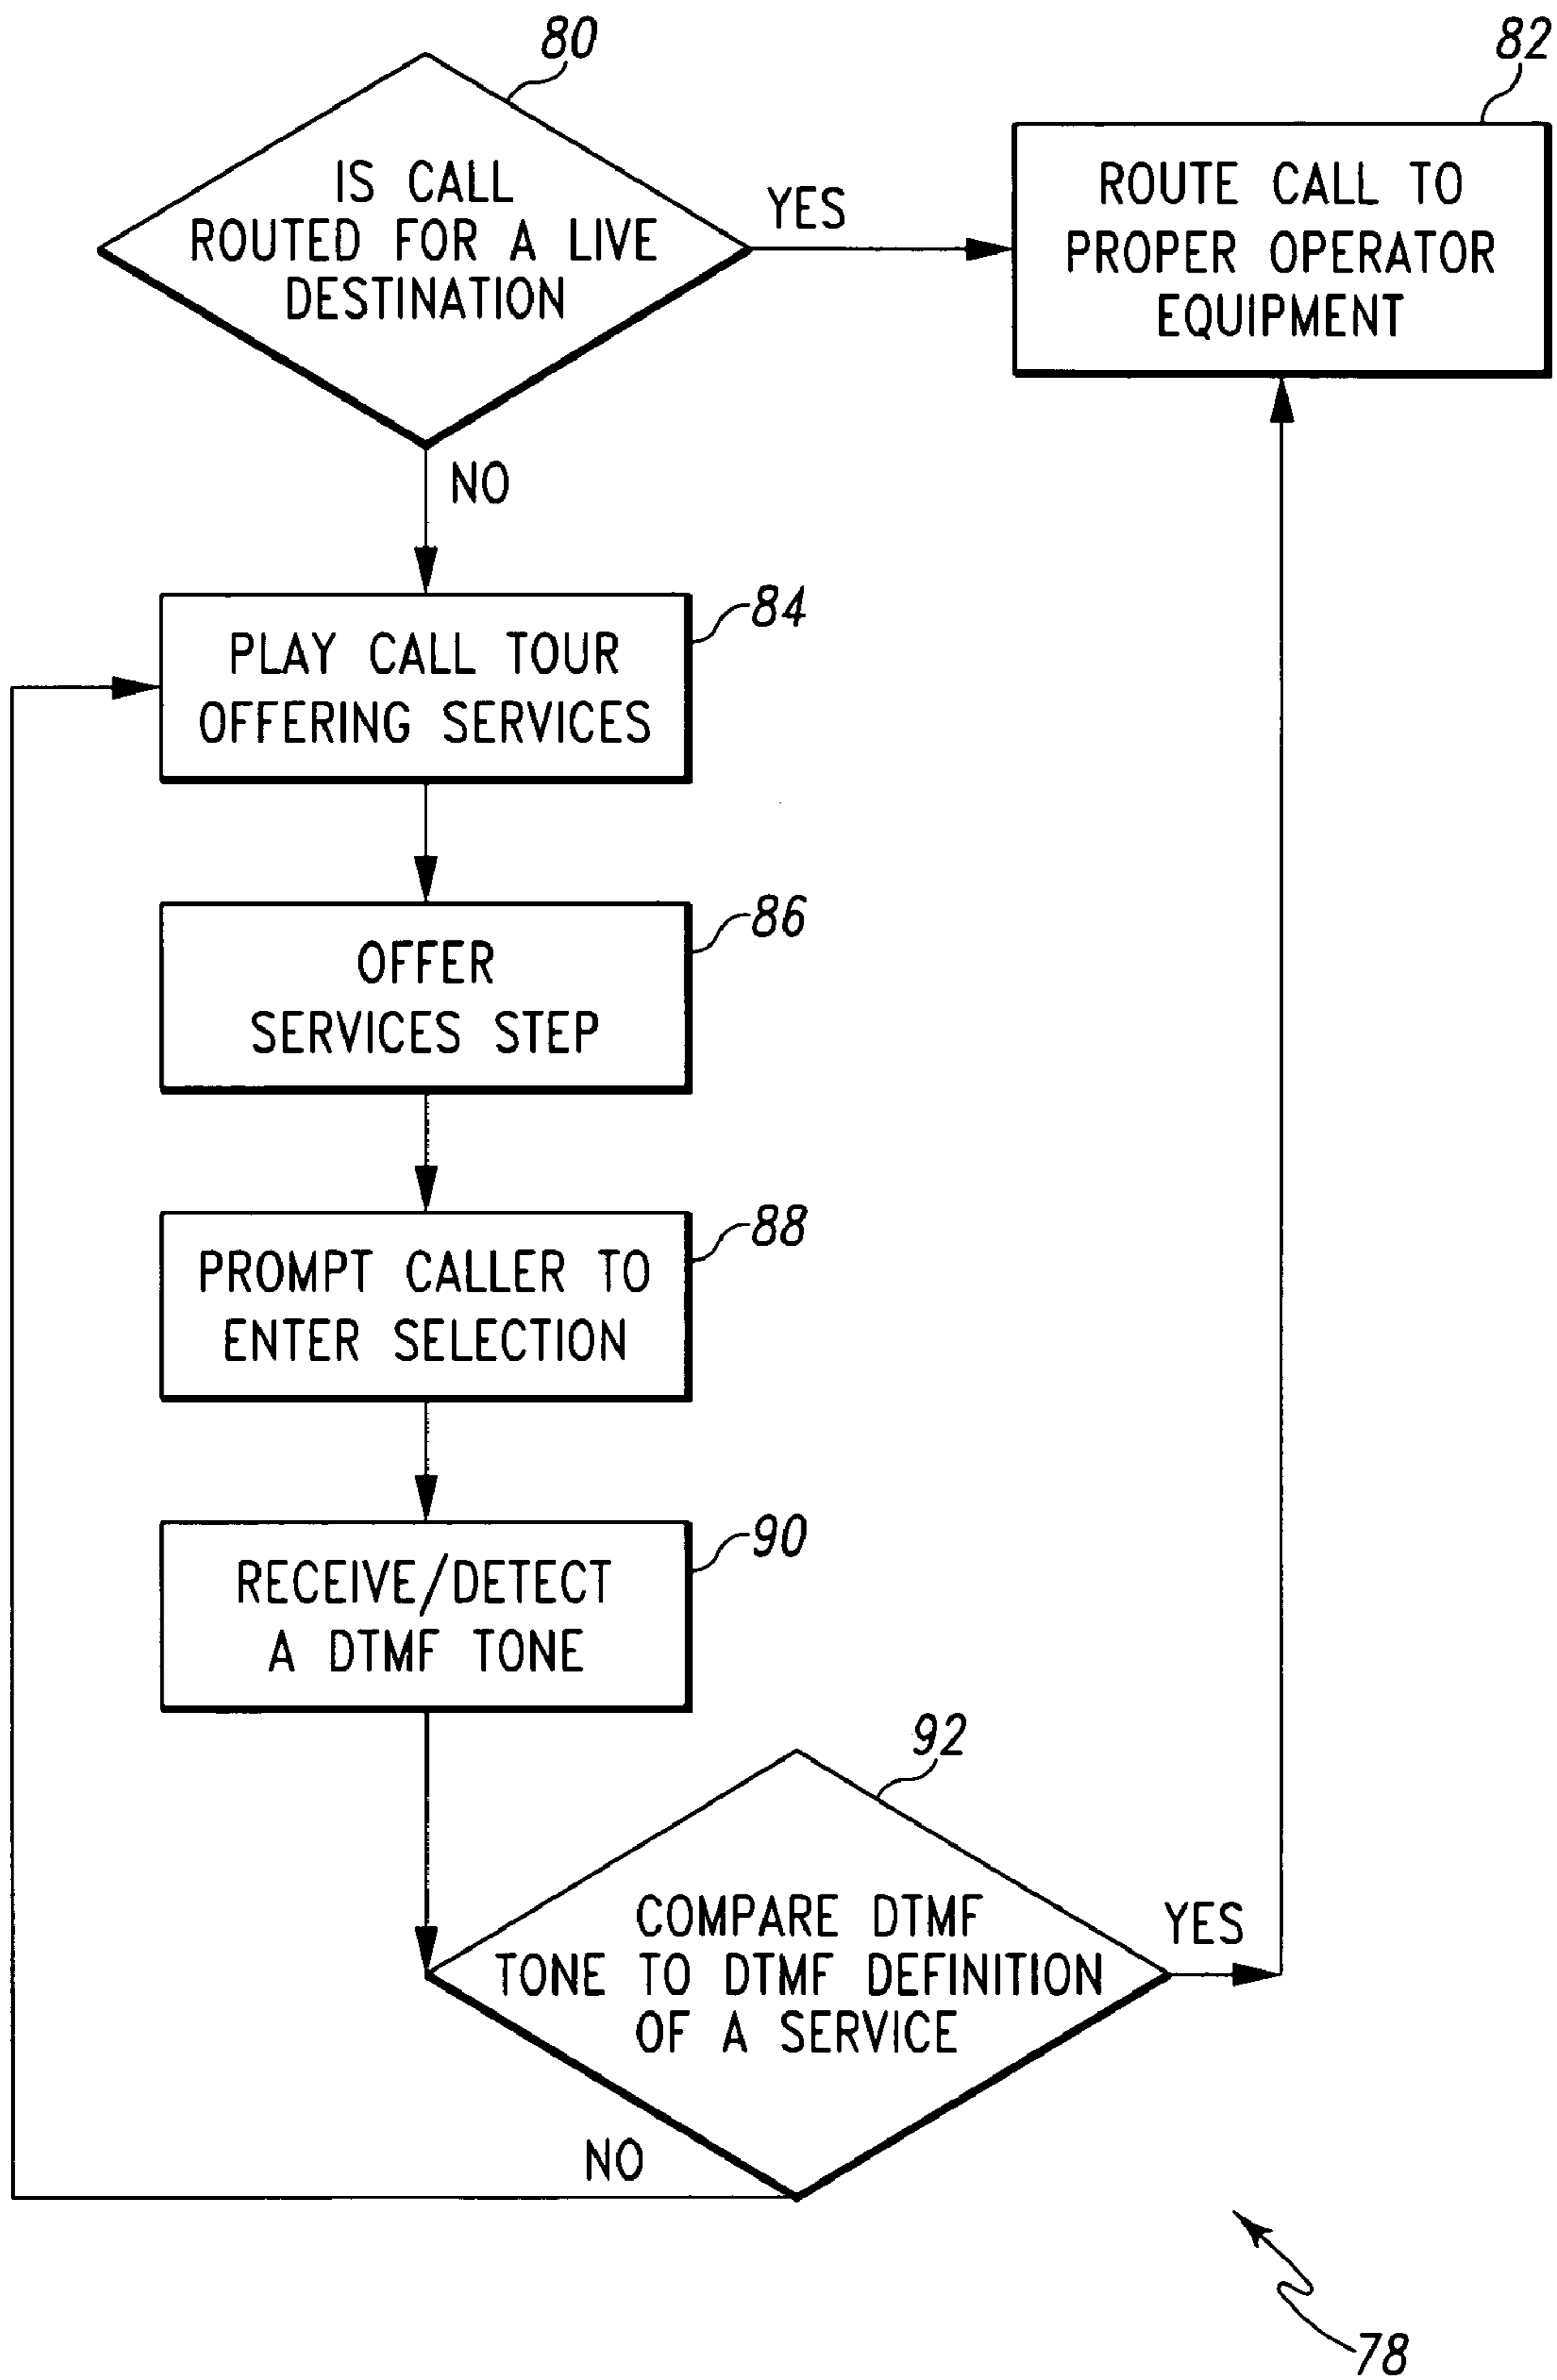 80
82
IS CALL
ROUTED FOR A LIVE
DESTINATION
YES
ROUTE CALL TO
PROPER OPERATOR
EQUIPMENT
NO
84
PLAY CALL TOUR
OFFERING SERVICES
86
OFFER
SERVICES STEP
88
PROMPT CALLER TO
ENTER SELECTION
90
RECEIVE/DETECT
A DTMF TONE
92
COMPARE DTMF
TONE TO DTMF DEFINITION
OF A SERVICE
YES
NO
78